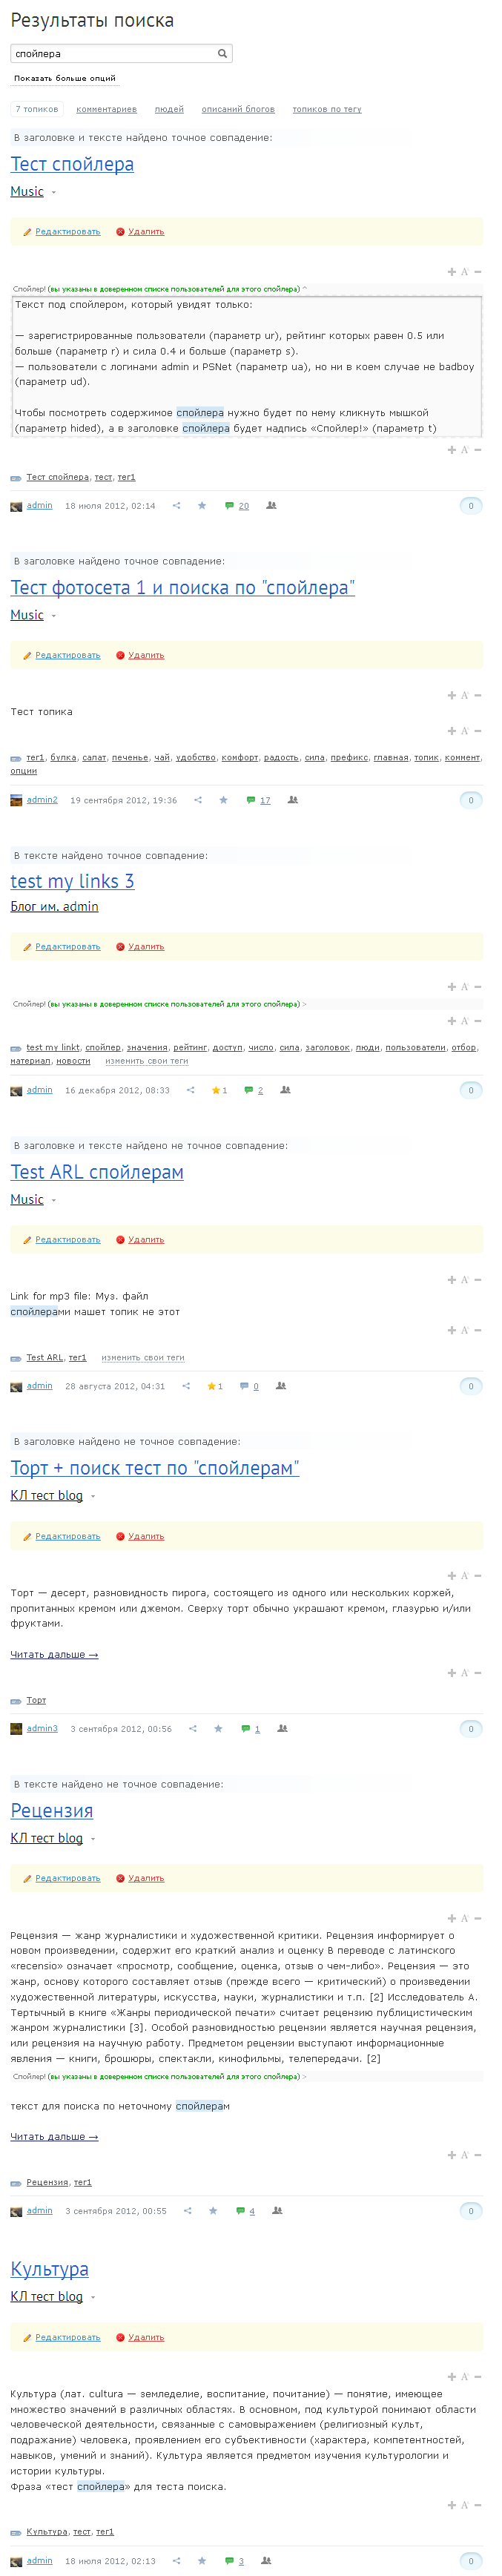 Результаты поиска
спойлера
Показать больше опций
7 топиков комментариев людей описаний блогов топиков по тегу
В заголовке и тексте найдено точное совпадение:
Тест спойлера
Music
Редактировать Удалить
Спойлер! (вы указаны в доверенном списке пользователей для этого спойлера) ^
Текст под спойлером, который увидят только:
— зарегистрированные пользователи (параметр ur), рейтинг которых равен 0.5 или
больше (параметр r) и сила 0.4 и больше (параметр s).
— пользователи с логинами admin и PSNet (параметр ua), но ни в коем случае не badboy
(параметр ud).
Чтобы посмотреть содержимое спойлера нужно будет по нему кликнуть мышкой
(параметр hided), а в заголовке спойлера будет надпись «Спойлер!» (параметр t)
Тест спойлера, тест, тег1
admin 18 июля 2012, 02:14 20 0
В заголовке найдено точное совпадение:
Тест фотосета 1 и поиска по "спойлера"
Music
Редактировать Удалить
Тест топика
тег1, булка, салат, печенье, чай, удобство, комфорт, радость, сила, префикс, главная, топик, коммент,
опции
admin2 19 сентября 2012, 19:36 17 0
В тексте найдено точное совпадение:
test my links 3
Блог им. admin
Редактировать Удалить
Спойлер! (вы указаны в доверенном списке пользователей для этого спойлера) >
test my linkt, спойлер, значения, рейтинг, доступ, число, сила, заголовок, люди, пользователи, отбор,
материал, новости изменить свои теги
admin 16 декабря 2012, 08:33 1 2 0
В заголовке и тексте найдено не точное совпадение:
Test ARL спойлерам
Music
Редактировать Удалить
Link for mp3 file: Муз. файл
спойлерами машет топик не этот
Test ARL, тег1 изменить свои теги
admin 28 августа 2012, 04:31 1 0 0
В заголовке найдено не точное совпадение:
Торт + поиск тест по "спойлерам"
КЛ тест blog
Редактировать Удалить
Торт — десерт, разновидность пирога, состоящего из одного или нескольких коржей,
пропитанных кремом или джемом. Сверху торт обычно украшают кремом, глазурью и/или
фруктами.
Читать дальше →
Торт
admin3 3 сентября 2012, 00:56 1 0
В тексте найдено не точное совпадение:
Рецензия
КЛ тест blog
Редактировать Удалить
Рецензия — жанр журналистики и художественной критики. Рецензия информирует о
новом произведении, содержит его краткий анализ и оценку В переводе с латинского
«recensio» означает «просмотр, сообщение, оценка, отзыв о чем-либо». Рецензия — это
жанр, основу которого составляет отзыв (прежде всего — критический) о произведении
художественной литературы, искусства, науки, журналистики и т.п. [2] Исследователь А.
Тертычный в книге «Жанры периодической печати» считает рецензию публицистическим
жанром журналистики [3]. Особой разновидностью рецензии является научная рецензия,
или рецензия на научную работу. Предметом рецензии выступают информационные
явления — книги, брошюры, спектакли, кинофильмы, телепередачи. [2]
Спойлер! (вы указаны в доверенном списке пользователей для этого спойлера) >
текст для поиска по неточному спойлерам
Читать дальше →
Рецензия, тег1
admin 3 сентября 2012, 00:55 4 0
Культура
КЛ тест blog
Редактировать Удалить
Культура (лат. cultura — земледелие, воспитание, почитание) — понятие, имеющее
множество значений в различных областях. В основном, под культурой понимают области
человеческой деятельности, связанные с самовыражением (религиозный культ,
подражание) человека, проявлением его субъективности (характера, компетентностей,
навыков, умений и знаний). Культура является предметом изучения культурологии и
истории культуры.
Фраза «тест спойлера» для теста поиска.
Культура, тест, тег1
admin 18 июля 2012, 02:13 3 0